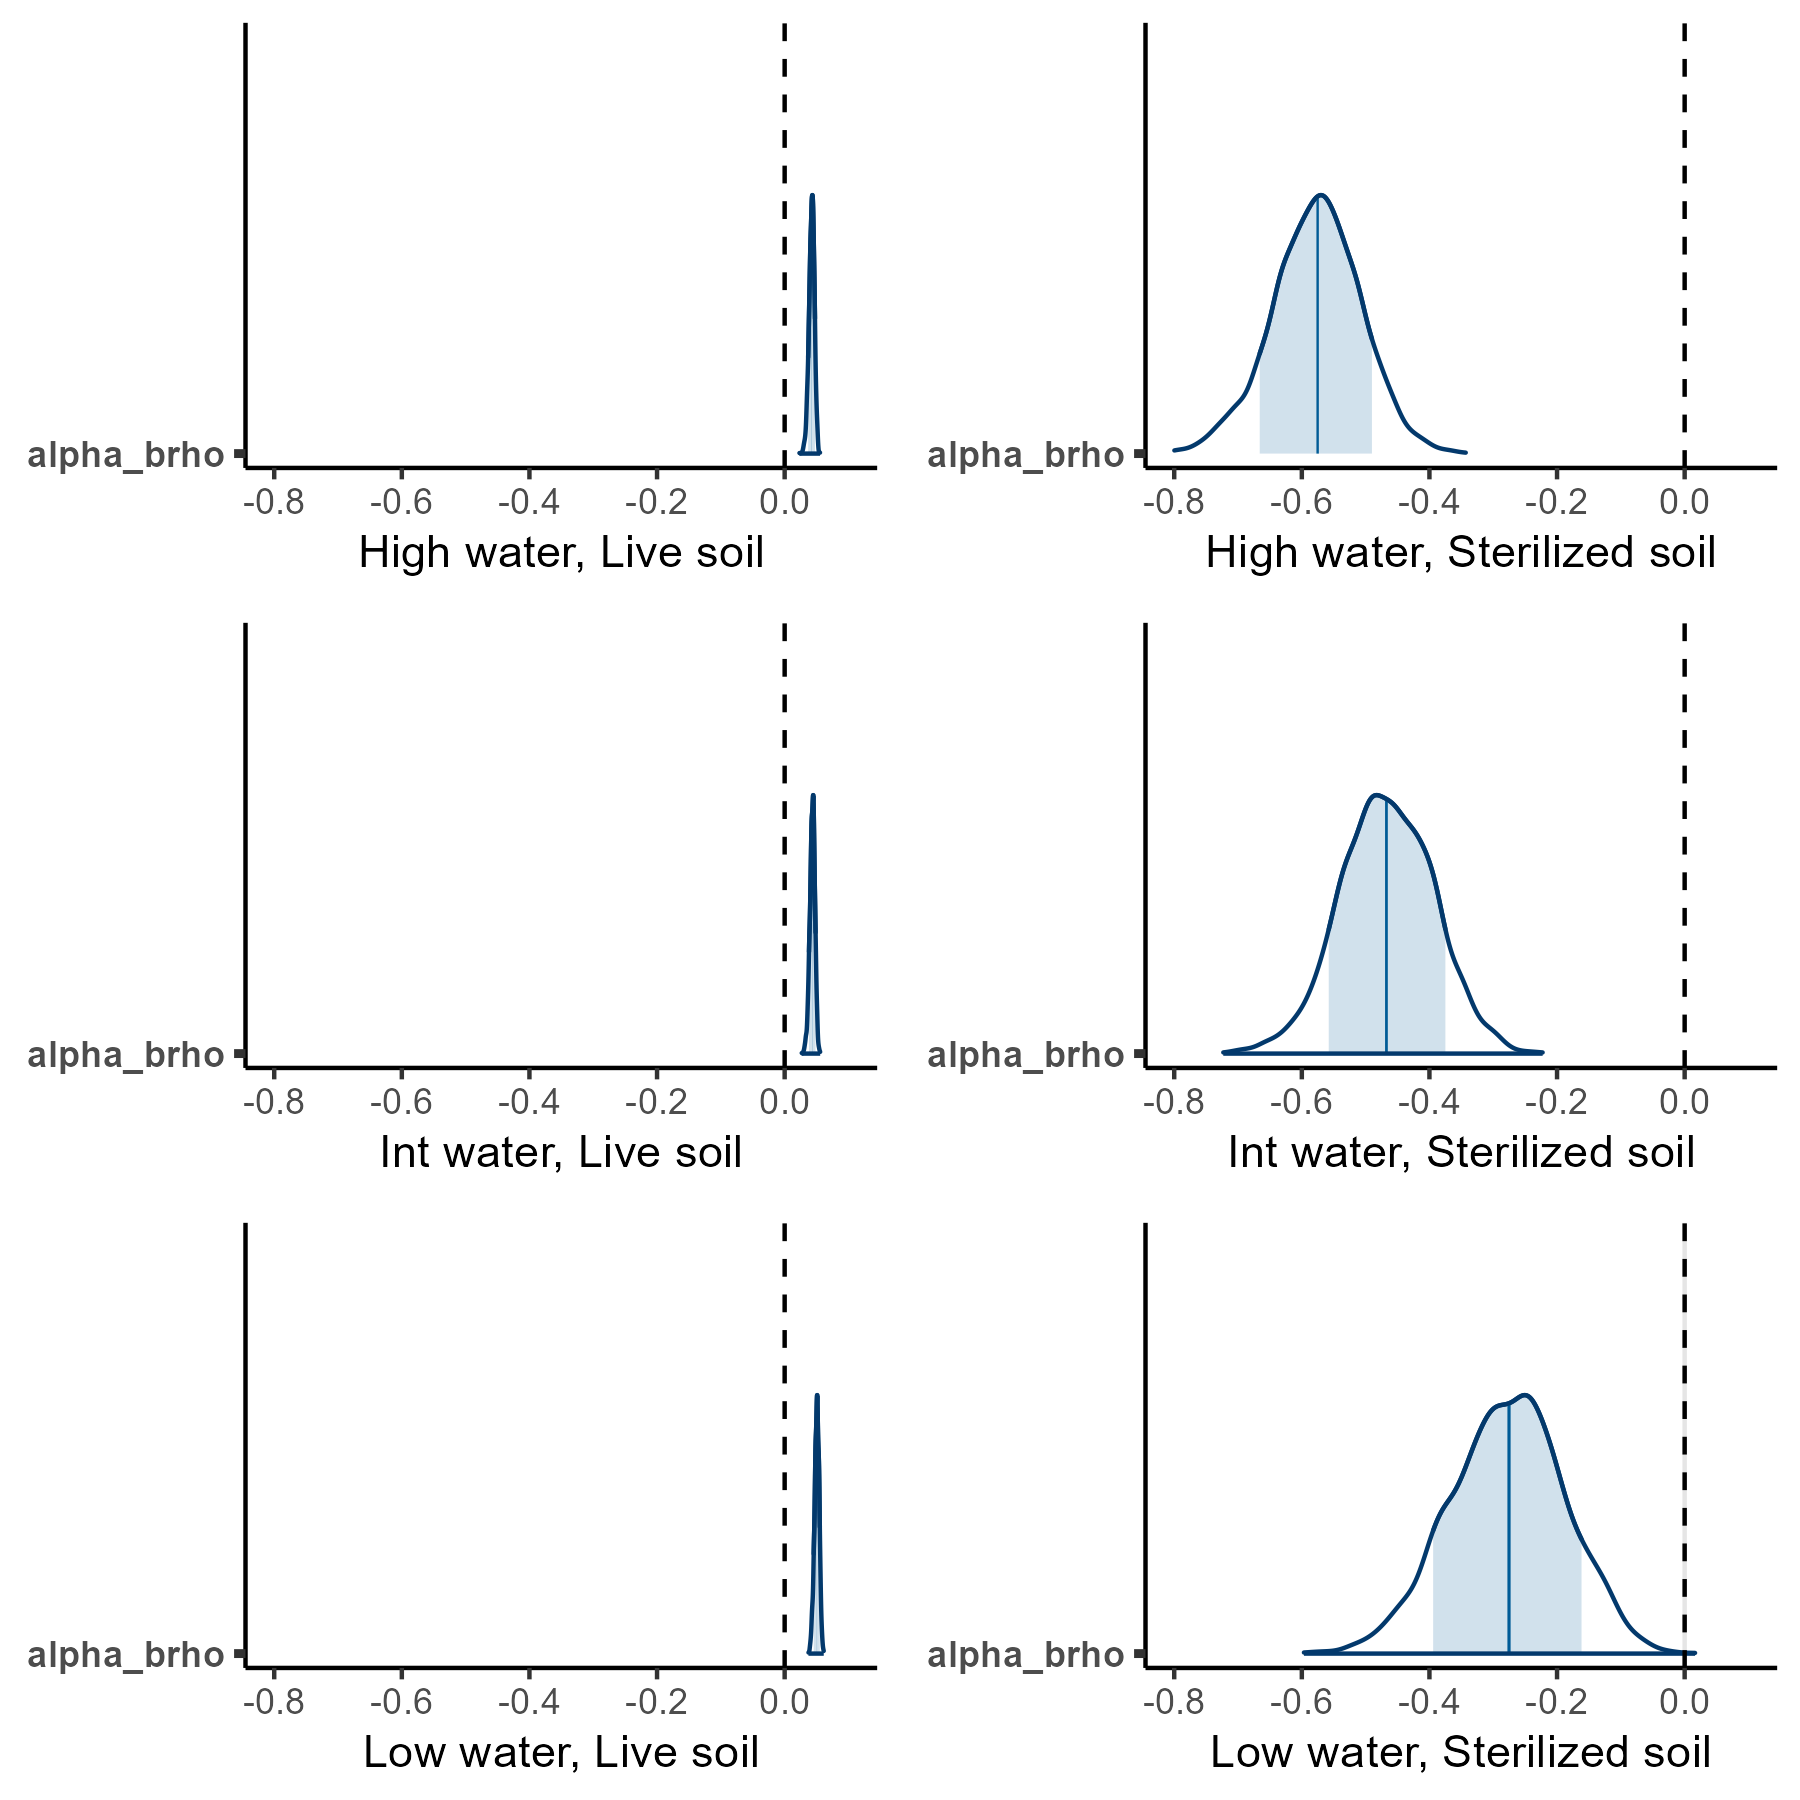 alpha_brho
-0.8 -0.6 -0.4 -0.2 0.0
High water, Live soil
alpha_brho
-0.8 -0.6 -0.4 -0.2 0.0
High water, Sterilized soil
alpha_brho
-0.8 -0.6 -0.4 -0.2 0.0
Int water, Live soil
alpha_brho
-0.8 -0.6 -0.4 -0.2 0.0
Int water, Sterilized soil
alpha_brho
-0.8 -0.6 -0.4 -0.2 0.0
Low water, Live soil
alpha_brho
-0.8 -0.6 -0.4 -0.2 0.0
Low water, Sterilized soil